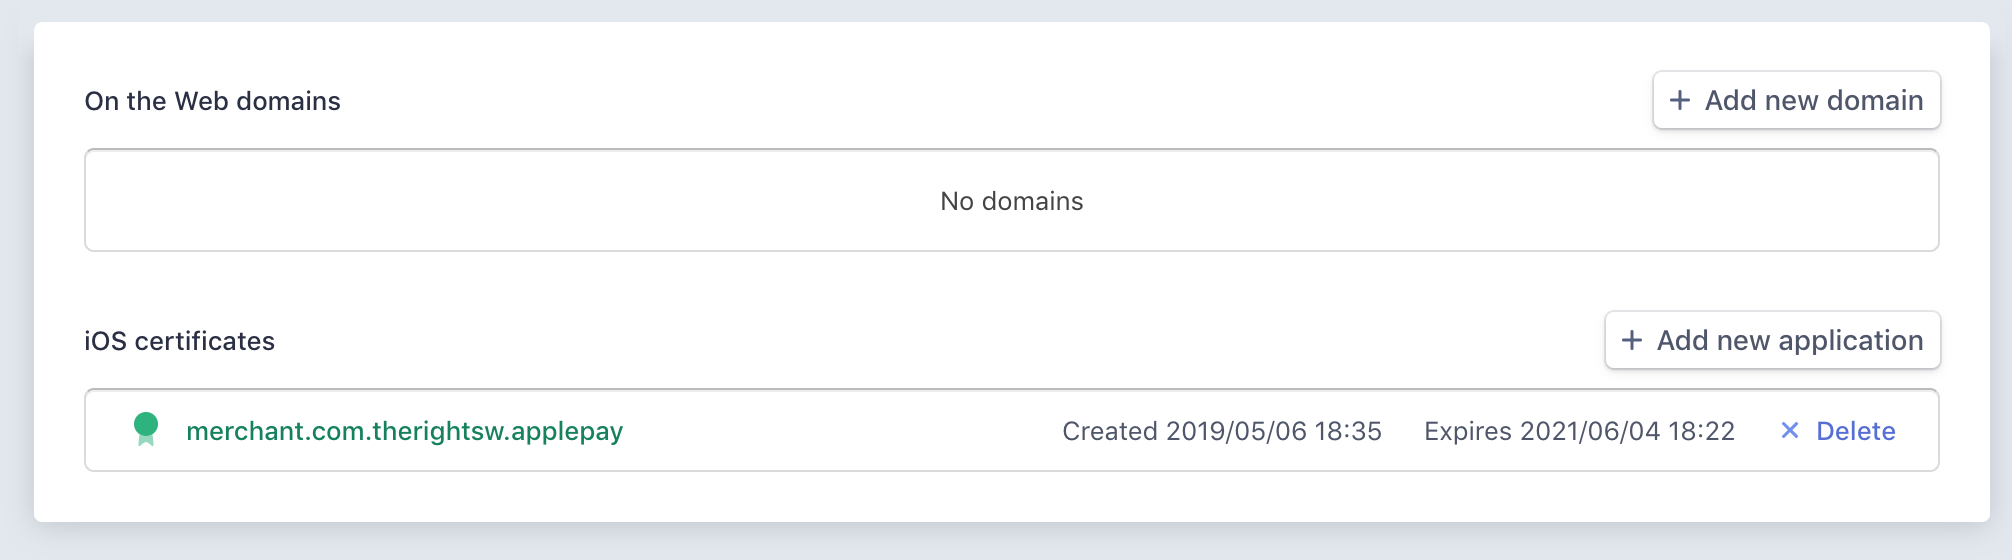 On the Web domains
+ Add new domain
No domains
iOS certificates
+ Add new application
merchant.com.therightsw.applepay Created 2019/05/06 18:35 Expires 2021/06/04 18:22 × Delete